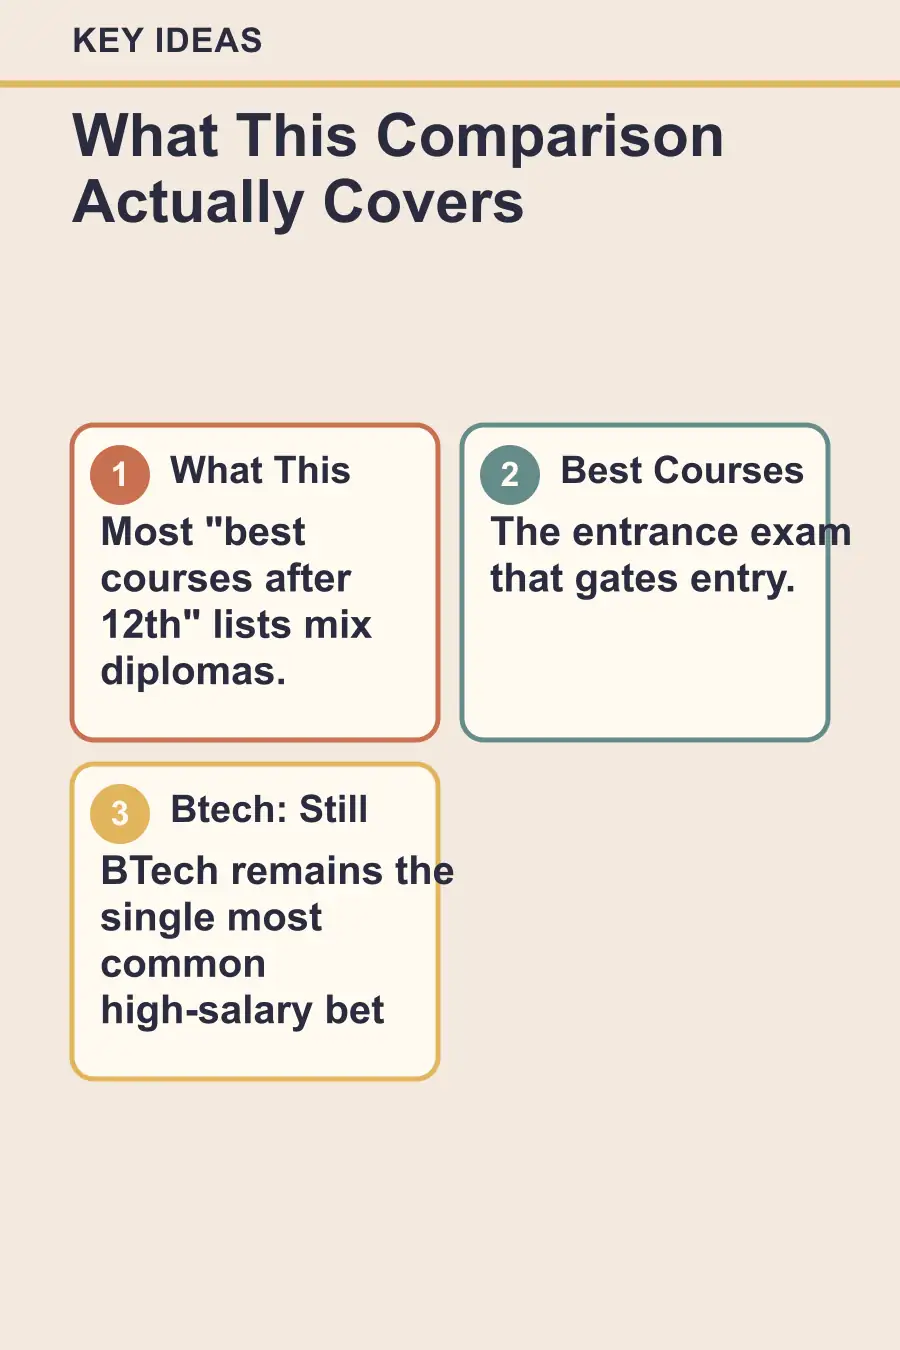 KEY IDEAS
What This Comparison
Actually Covers
1 What This
Most "best
courses after
12th" lists mix
diplomas.
2 Best Courses
The entrance exam
that gates entry.
3 Btech: Still
BTech remains the
single most
common
high-salary bet